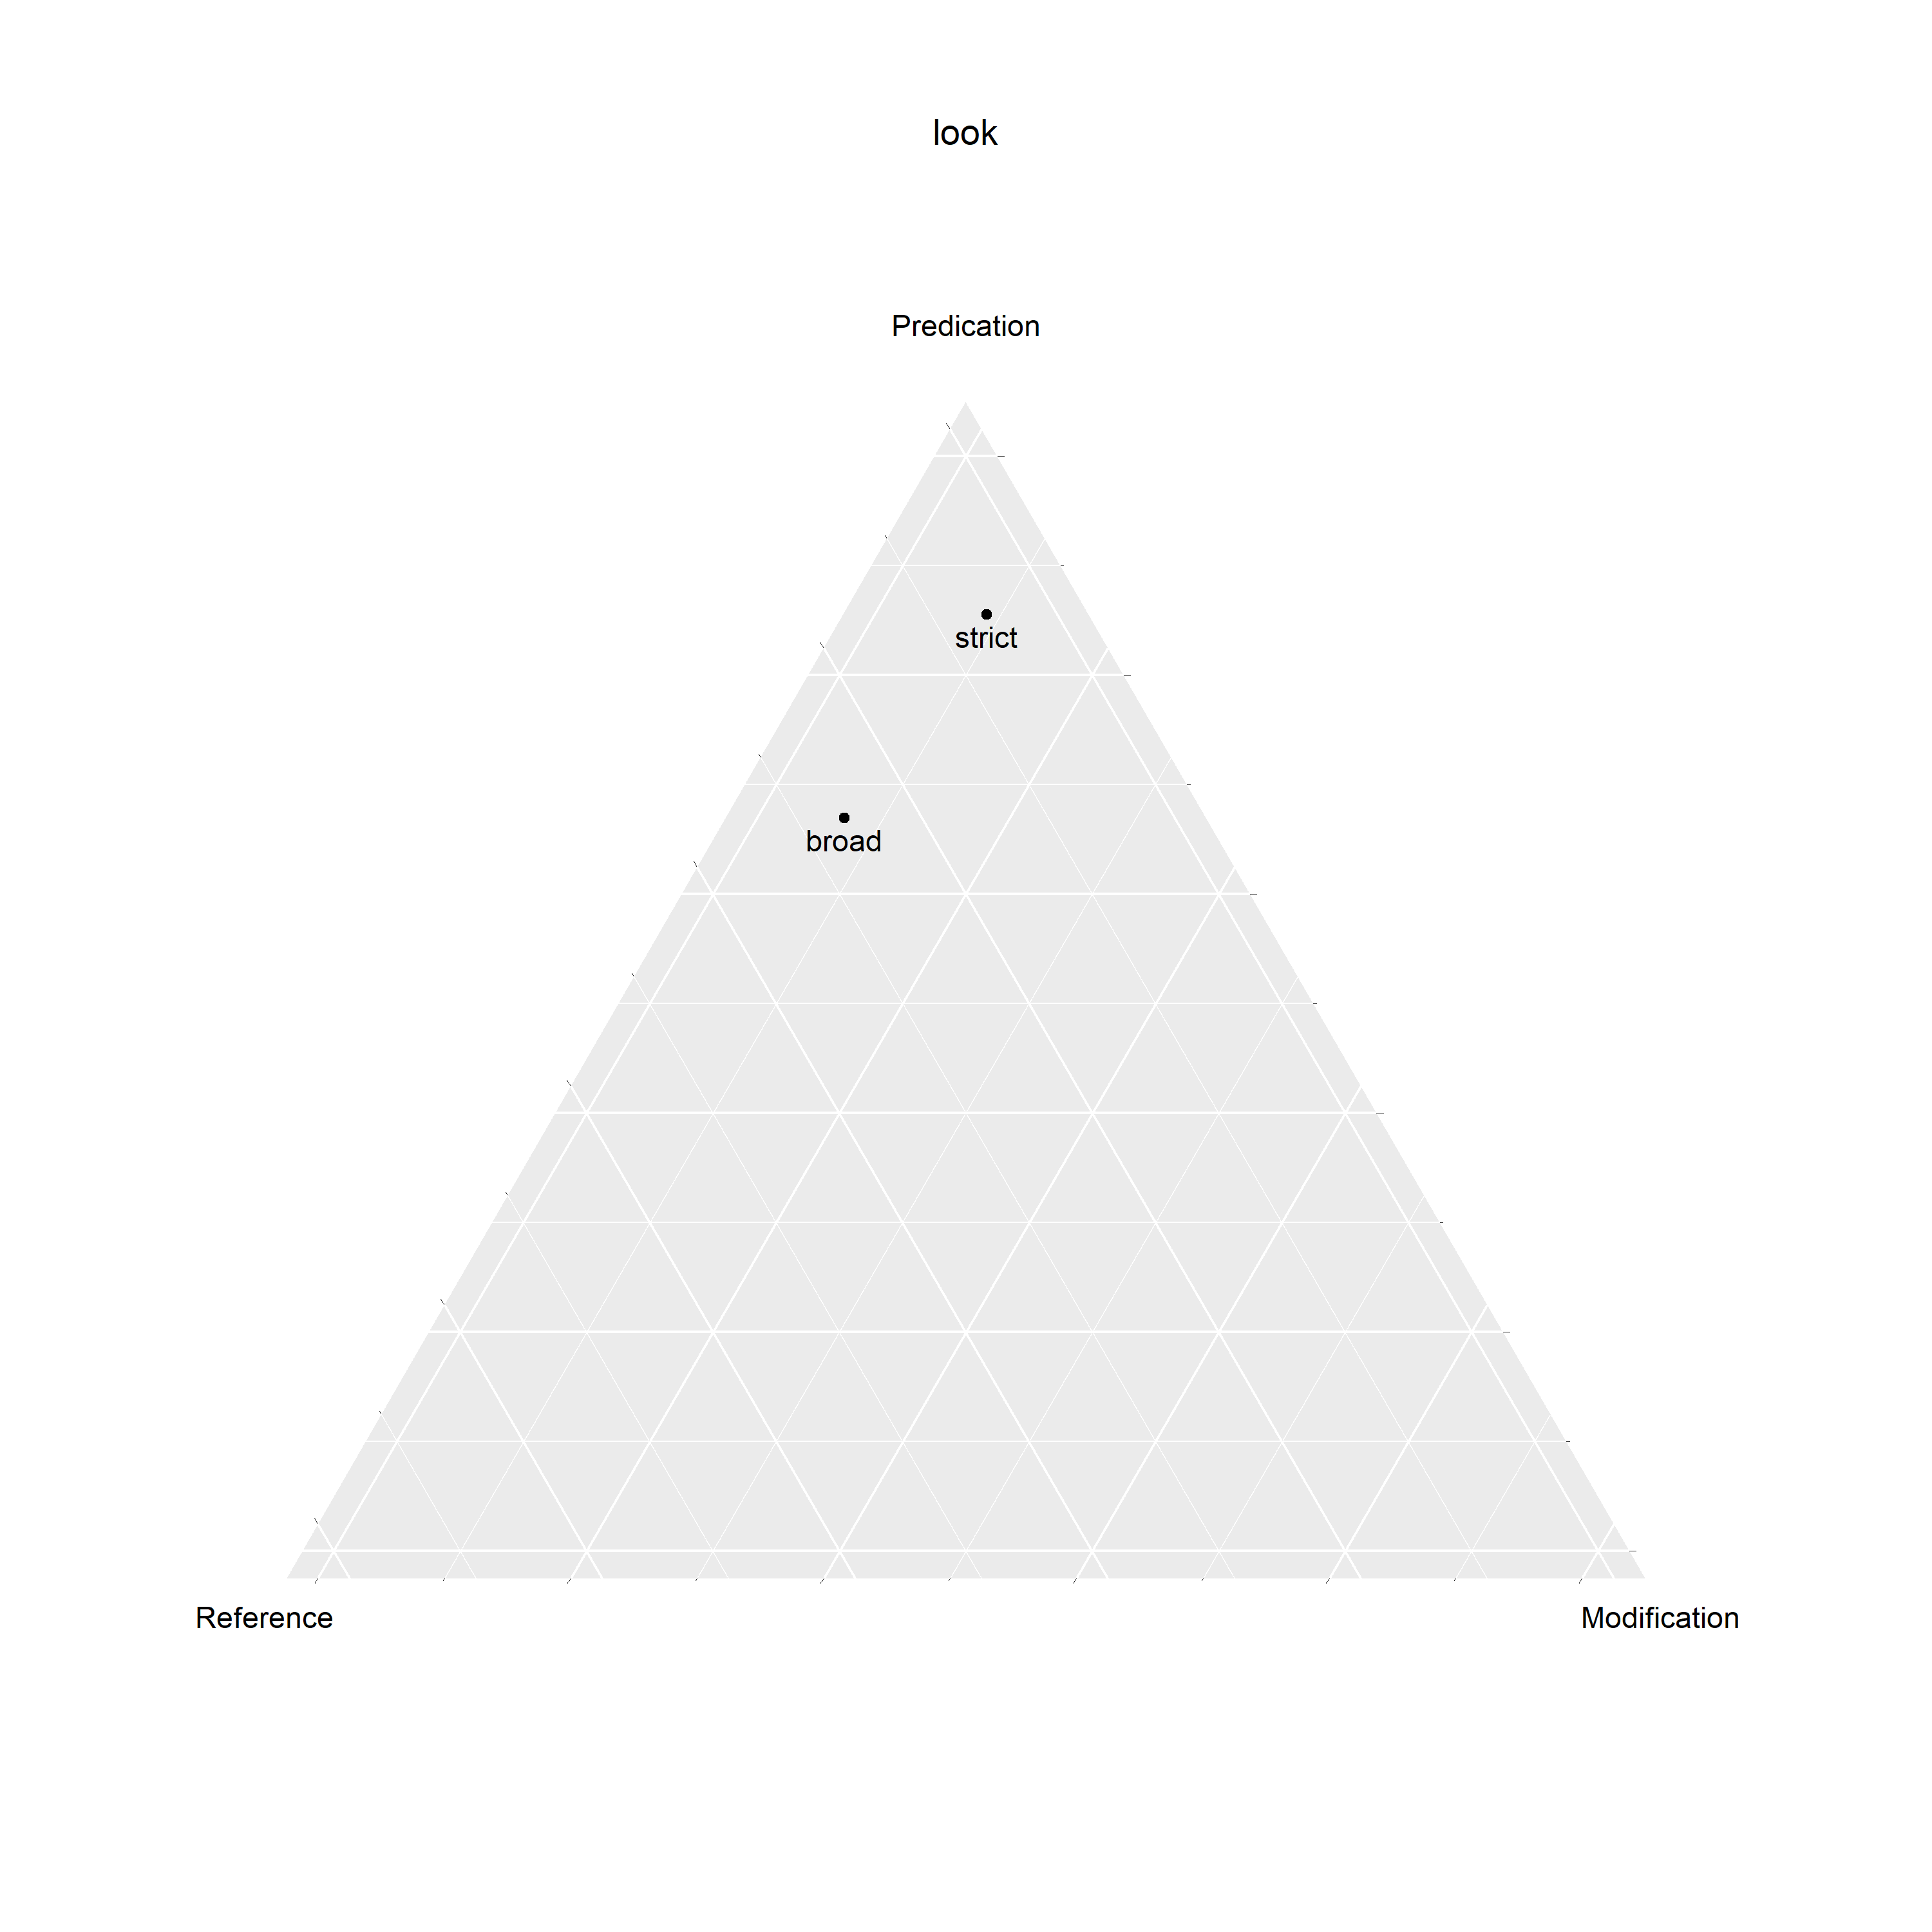 look
Predication
strict
broad
Reference
Modification